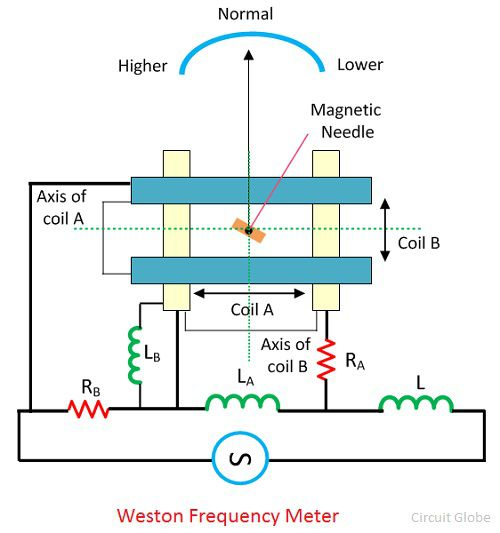 Normal
Higher
Lower
Magnetic
Needle
Axis of
coil A
Coil B
Coil A
Axis of
coil B
L_B
R_A
R_B
L_A
L
S
Weston Frequency Meter
Circuit Globe